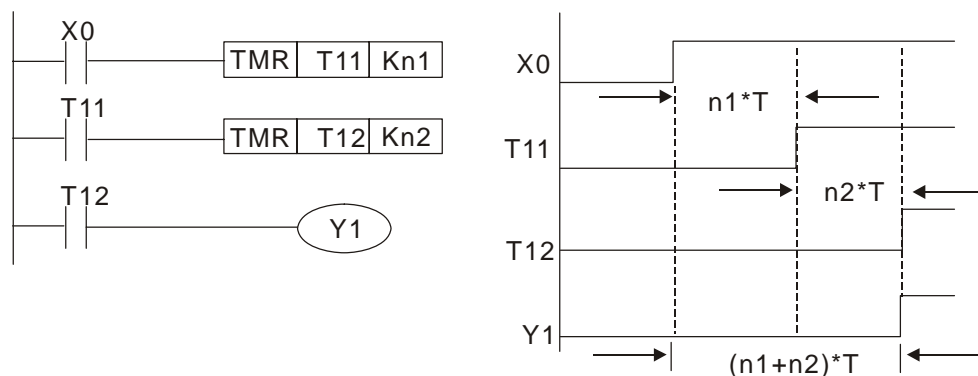 X0
TMR T11 Kn1
T11
TMR T12 Kn2
T12
Y1
X0
n1*T
T11
n2*T
T12
Y1
(n1+n2)*T